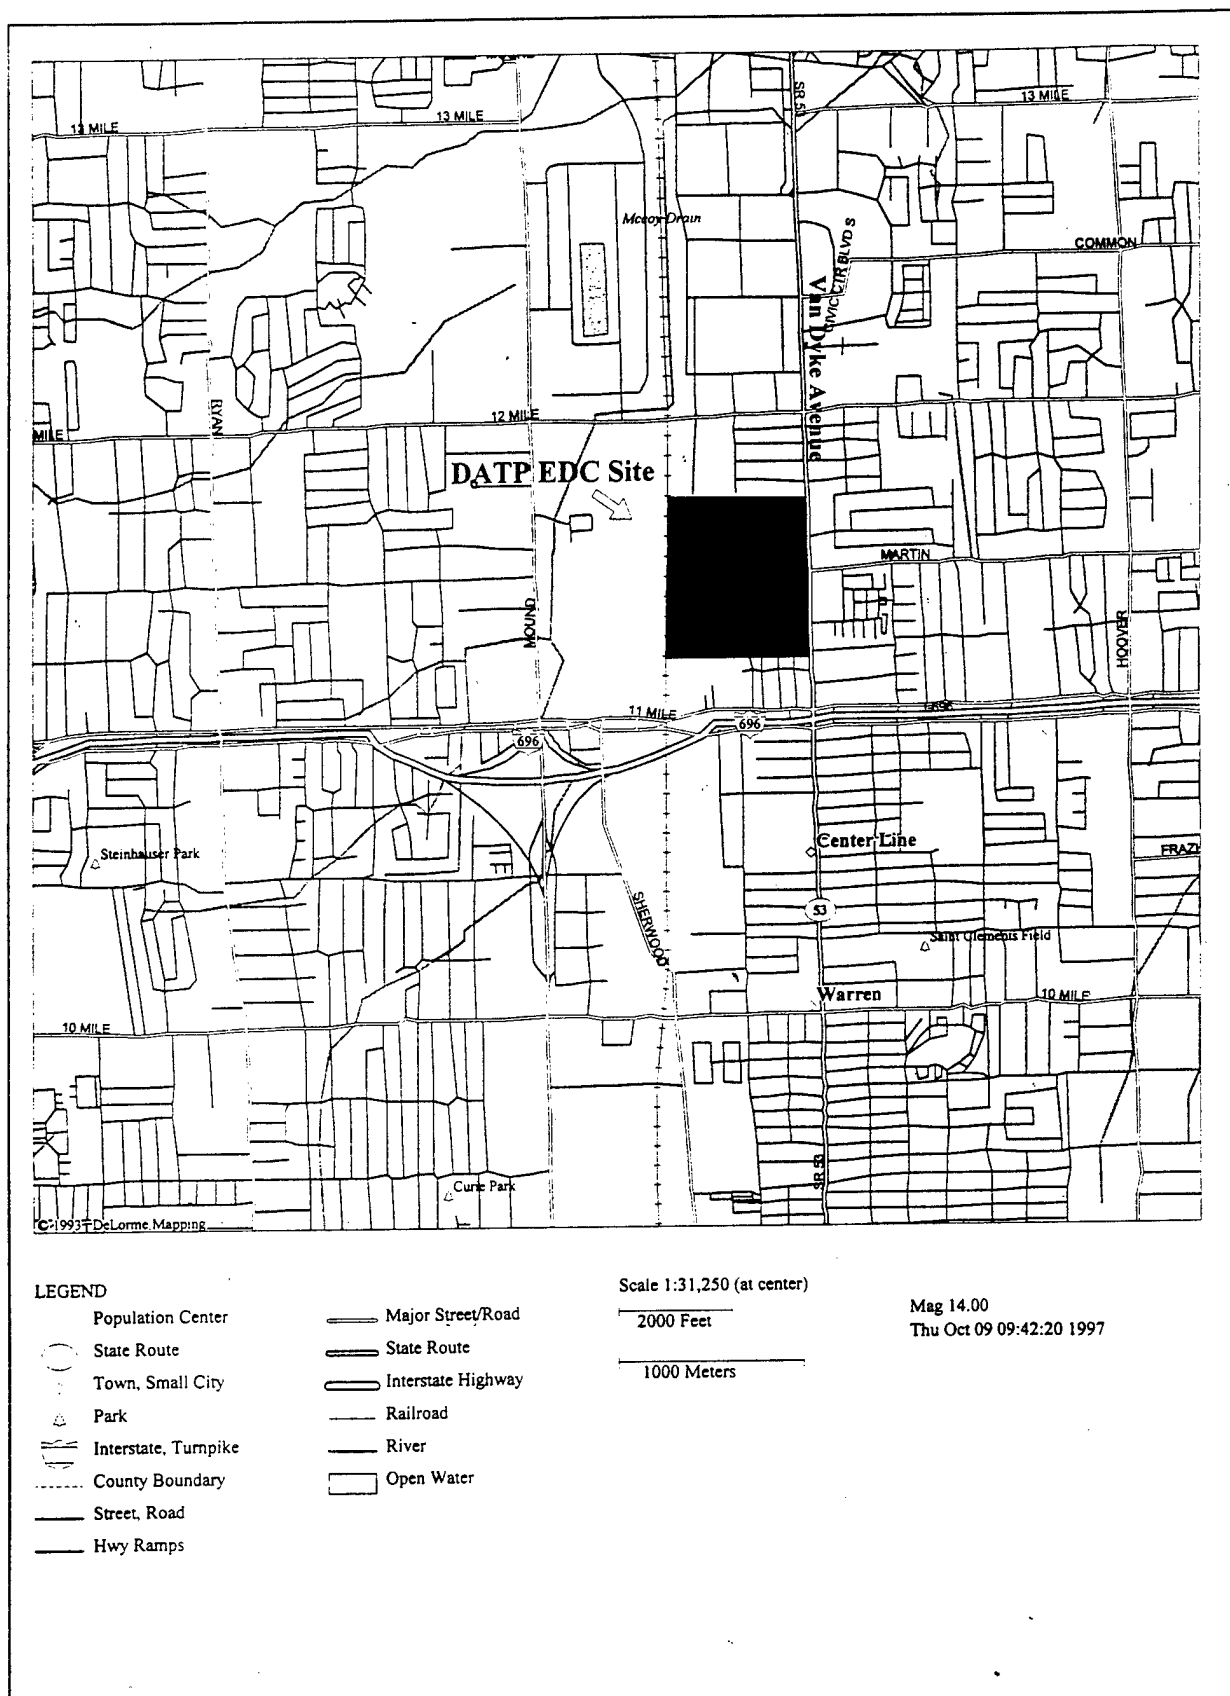 13 MILE
13 MILE
SR 5
13 MILE
Mccoy Drain
COMMON
CIVIC CTR BLVD S
Van Dyke Avenue
RYAN
12 MILE
MILE
DATP EDC Site
MARTIN
MOUND
HOOVER
11 MILE
696
I-696
696
Steinhauser Park
Center Line
FRAZI
53
SHERWOOD
Saint Clements Field
Warren
10 MILE
10 MILE
SR 53
Curie Park
© 1993 DeLorme Mapping
LEGEND
Population Center
State Route
Town, Small City
Park
Interstate, Turnpike
County Boundary
Street, Road
Hwy Ramps
Major Street/Road
State Route
Interstate Highway
Railroad
River
Open Water
Scale 1:31,250 (at center)
2000 Feet
1000 Meters
Mag 14.00
Thu Oct 09 09:42:20 1997